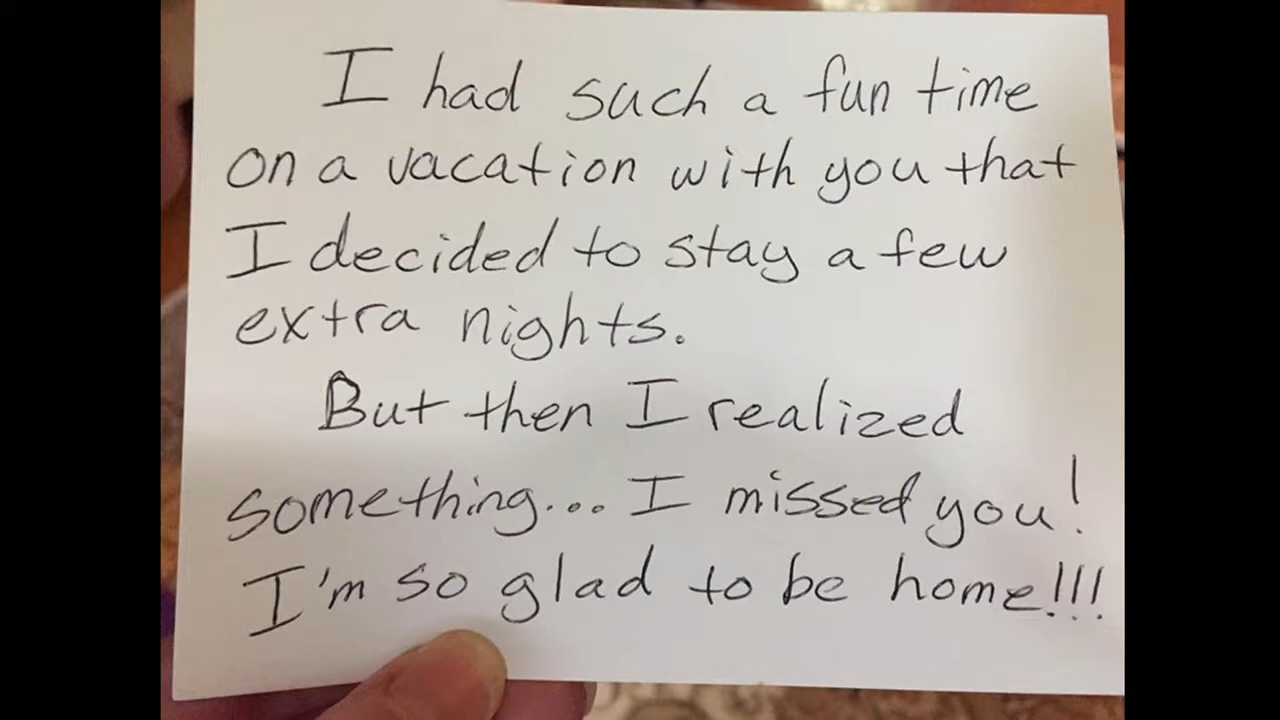 I had such a fun time
on a vacation with you that
I decided to stay a few
extra nights.
But then I realized
something... I missed you!
I'm so glad to be home!!!